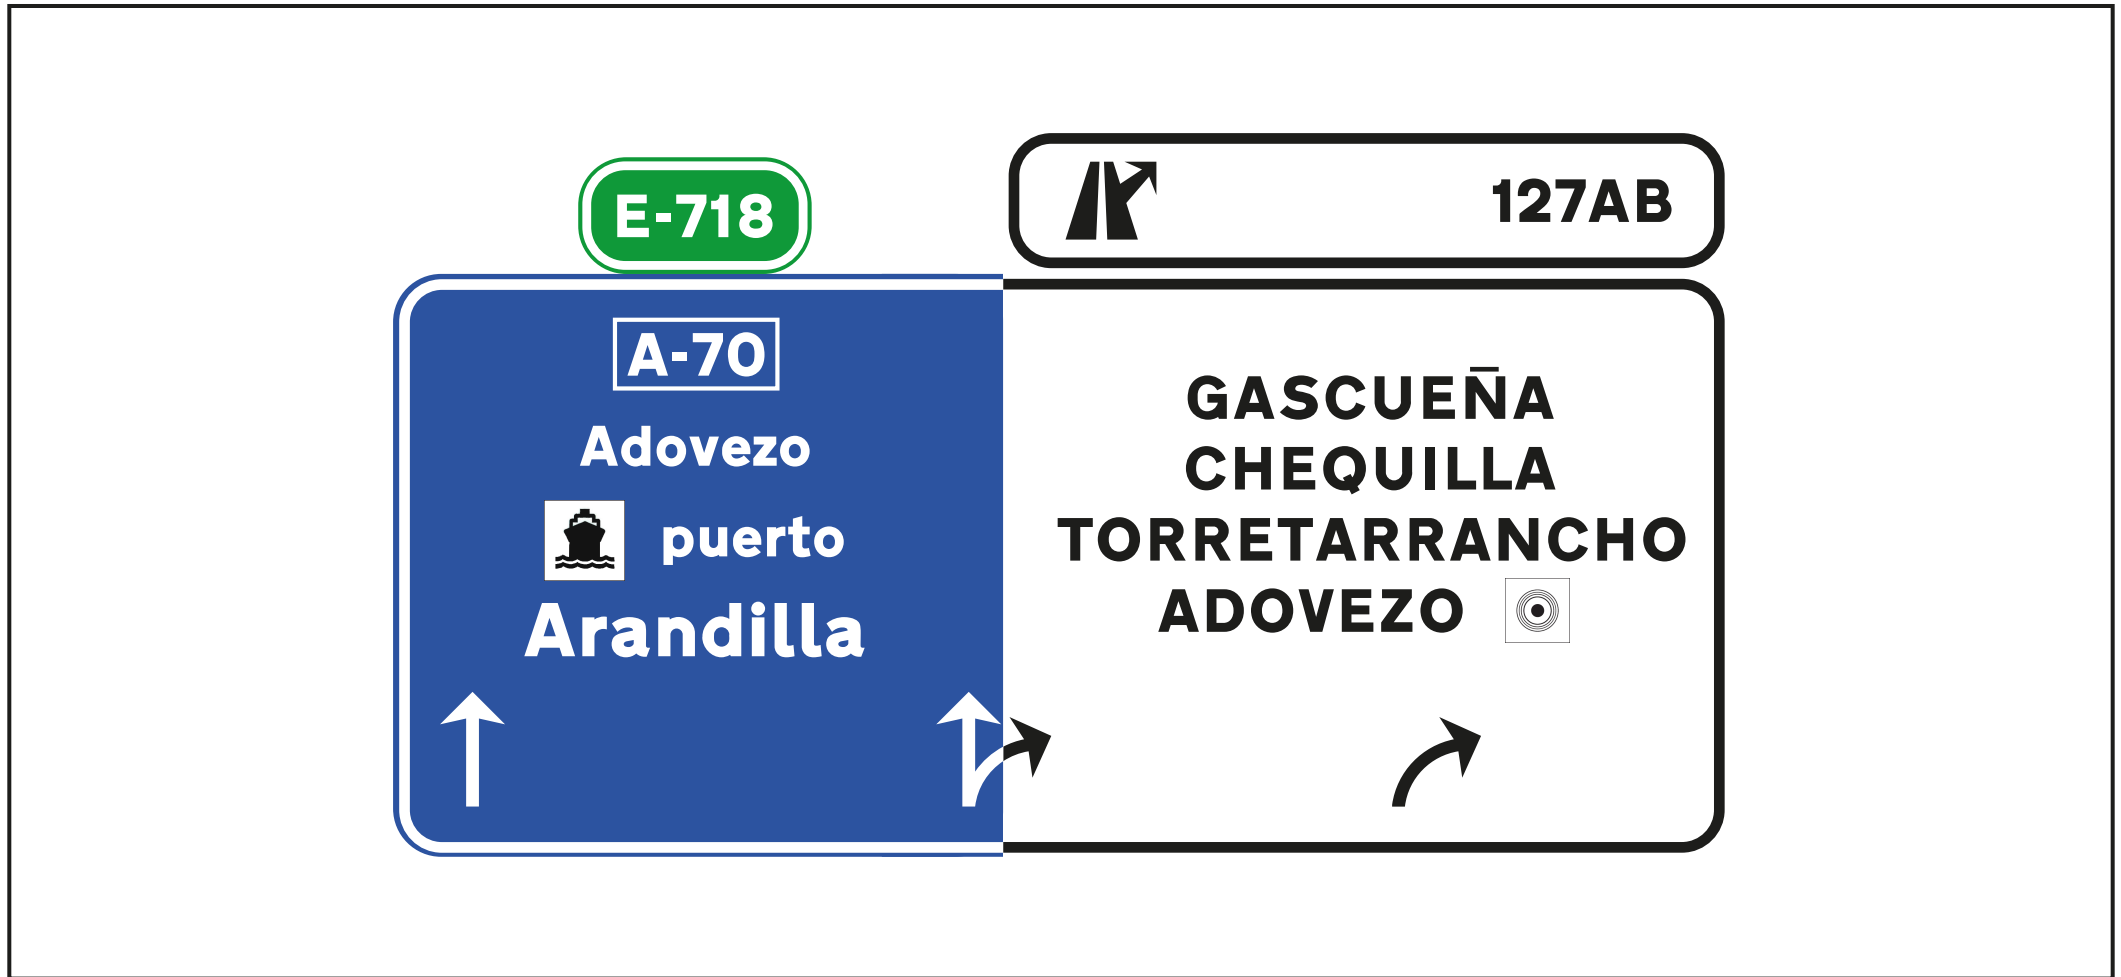 E-718
A-70
Adovezo
puerto
Arandilla
127AB
GASCUEÑA
CHEQUILLA
TORRETARRANCHO
ADOVEZO